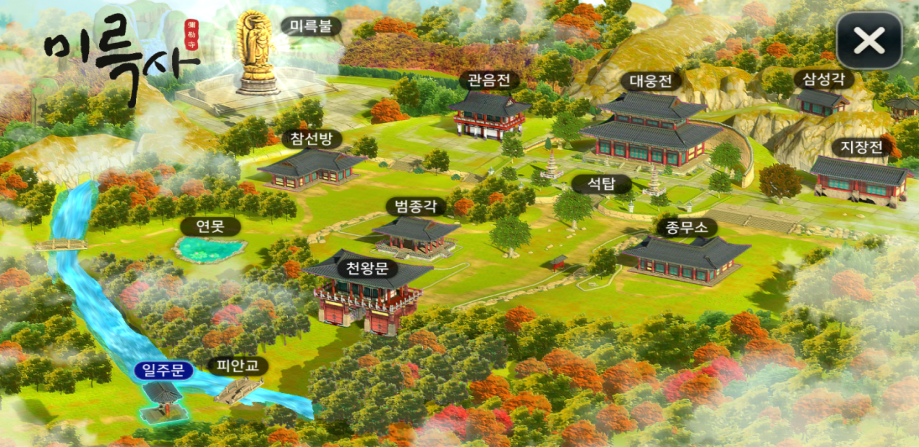 미륵사
彌勒寺
미륵불
관음전
대웅전
삼성각
참선방
지장전
석탑
범종각
연못
종무소
천왕문
일주문
피안교